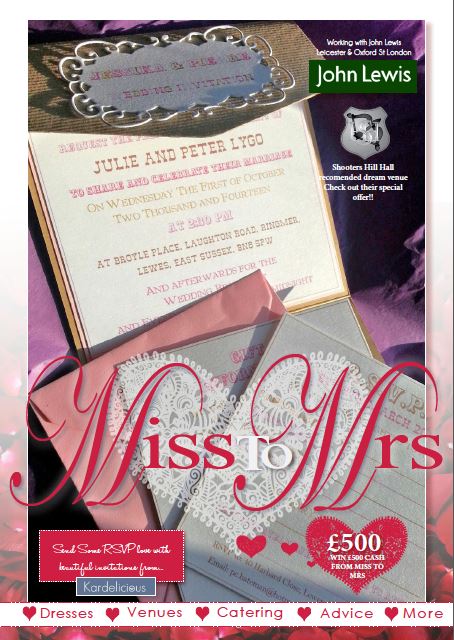 Working with John Lewis
Leicester & Oxford St London
John Lewis
Shooters Hill Hall
recomended dream venue
Check out their special
offer!!
REQUEST THE
JULIE AND PETER LYGO
TO SHARE AND CELEBRATE THEIR MARRIAGE
ON WEDNESDAY, THE FIRST OF OCTOBER
TWO THOUSAND AND FOURTEEN
AT 2:30 PM
AT BROYLE PLACE, LAUGHTON ROAD, RINGMER,
LEWES, EAST SUSSEX, BN8 5PW
AND AFTERWARDS FOR THE
WEDDING
Miss To Mrs
Send Some RSVP love with
beautiful invitations from...
Kardelicieus
£500
WIN £500 CASH
FROM MISS TO
MRS
Dresses Venues Catering Advice More